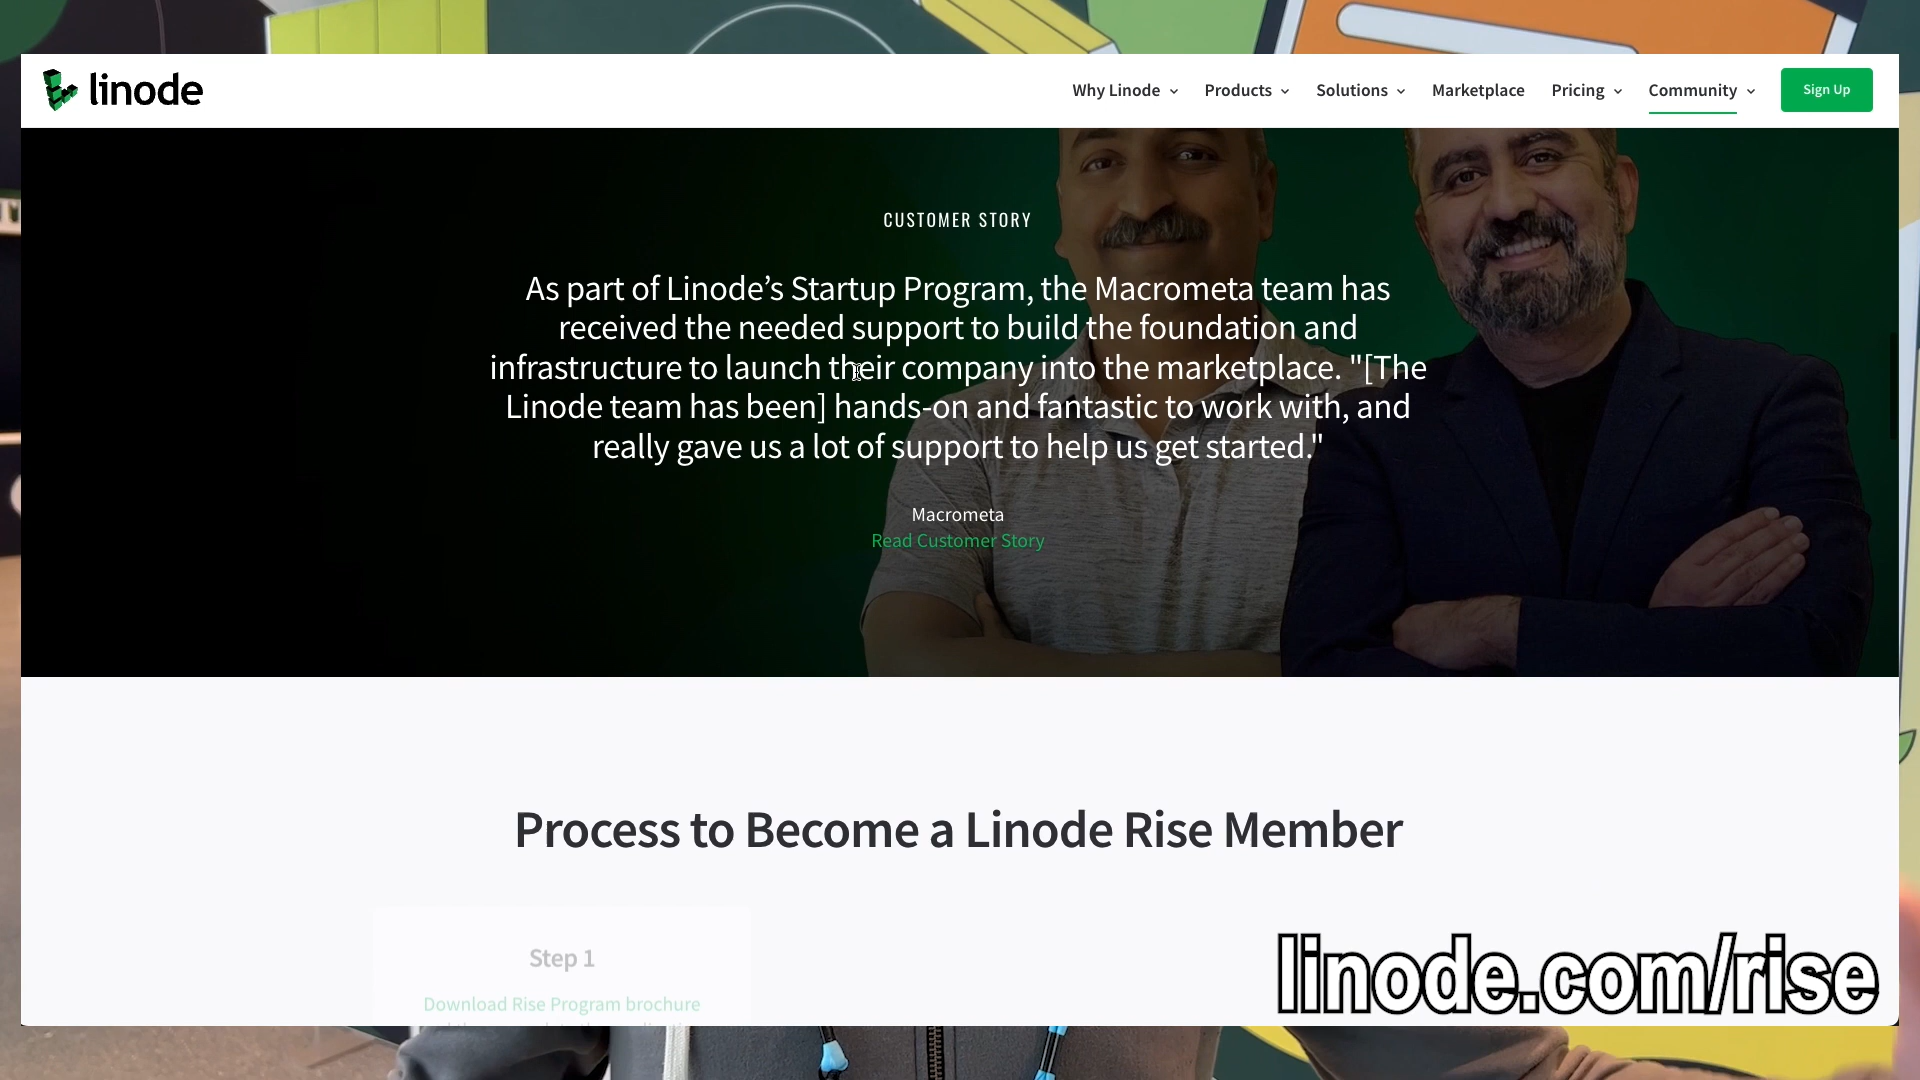 linode
Why Linode Products Solutions Marketplace Pricing Community Sign Up
CUSTOMER STORY
As part of Linode’s Startup Program, the Macrometa team has
received the needed support to build the foundation and
infrastructure to launch their company into the marketplace. "[The
Linode team has been] hands-on and fantastic to work with, and
really gave us a lot of support to help us get started."
Macrometa
Read Customer Story
Process to Become a Linode Rise Member
Step 1
Download Rise Program brochure
linode.com/rise